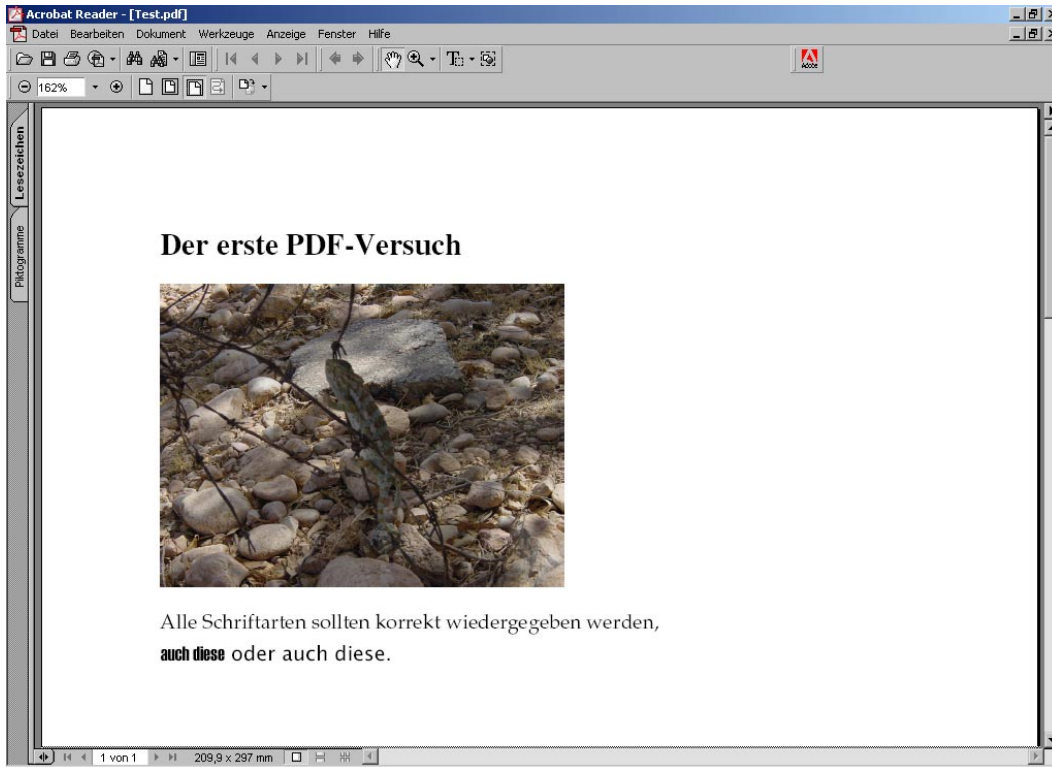 Acrobat Reader - [Test.pdf]
Datei Bearbeiten Dokument Werkzeuge Anzeige Fenster Hilfe
Adobe
162%
Lesezeichen
Piktogramme
Der erste PDF-Versuch
Alle Schriftarten sollten korrekt wiedergegeben werden,
auch diese oder auch diese.
1 von 1 209,9 x 297 mm